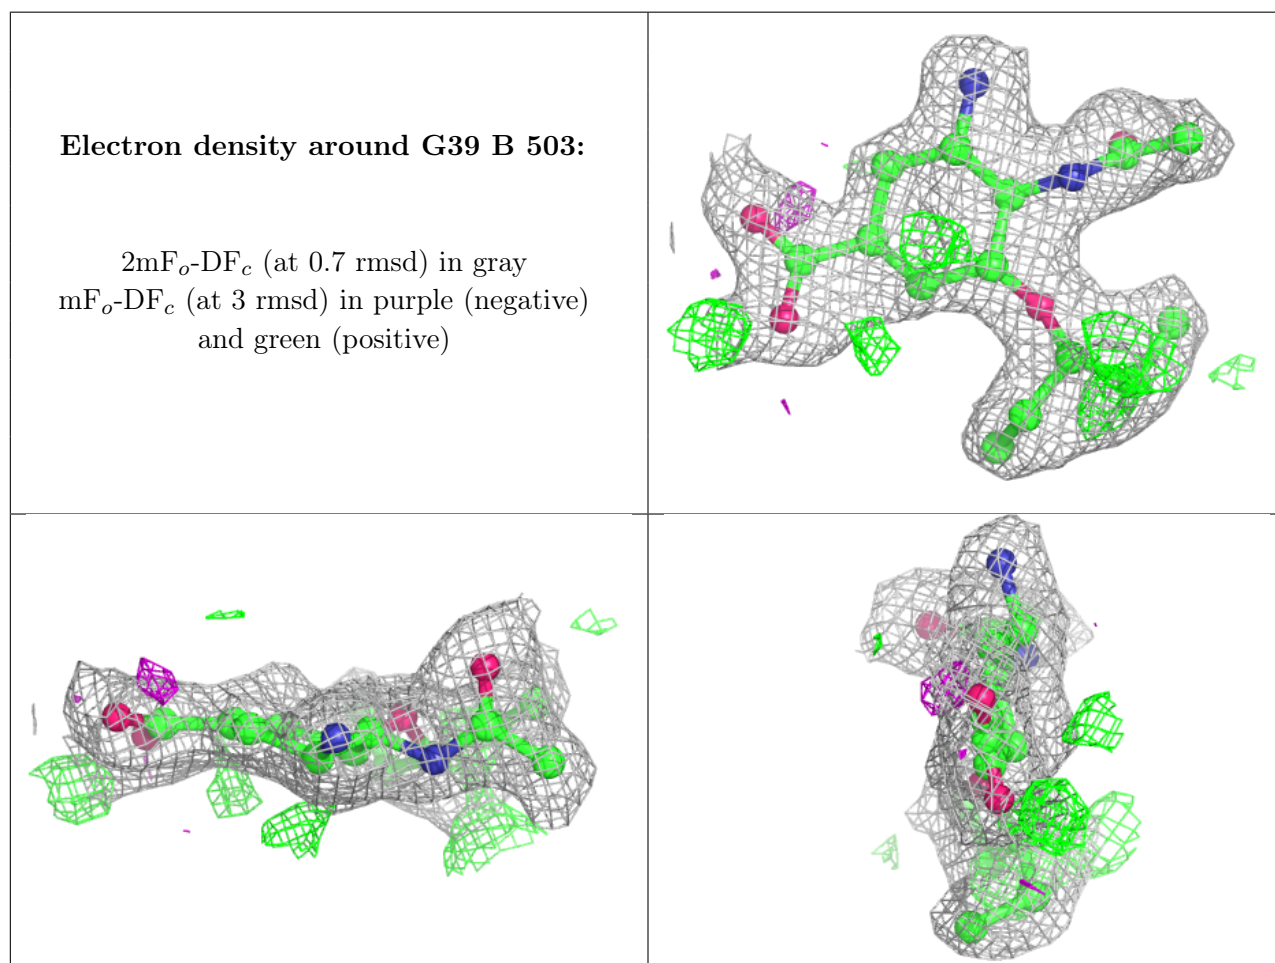 Electron density around G39 B 503:
2mFo-DFc (at 0.7 rmsd) in gray
mFo-DFc (at 3 rmsd) in purple (negative)
and green (positive)